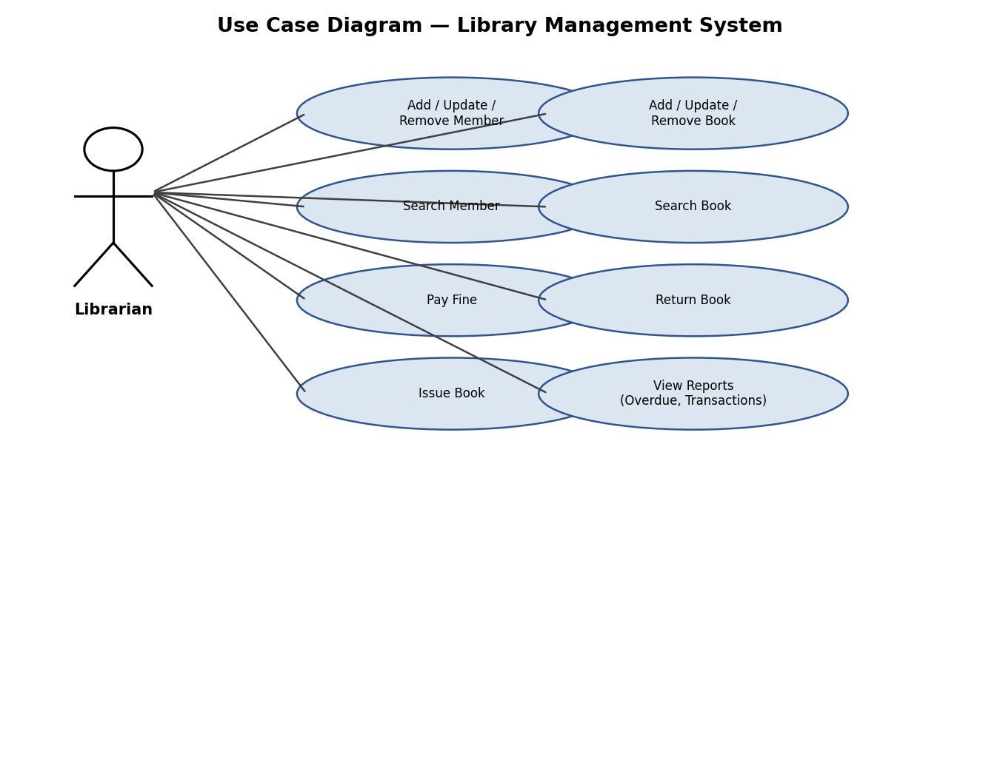 Use Case Diagram — Library Management System
Add / Update /
Remove Member
Add / Update /
Remove Book
Search Member
Search Book
Librarian
Pay Fine
Return Book
Issue Book
View Reports
(Overdue, Transactions)